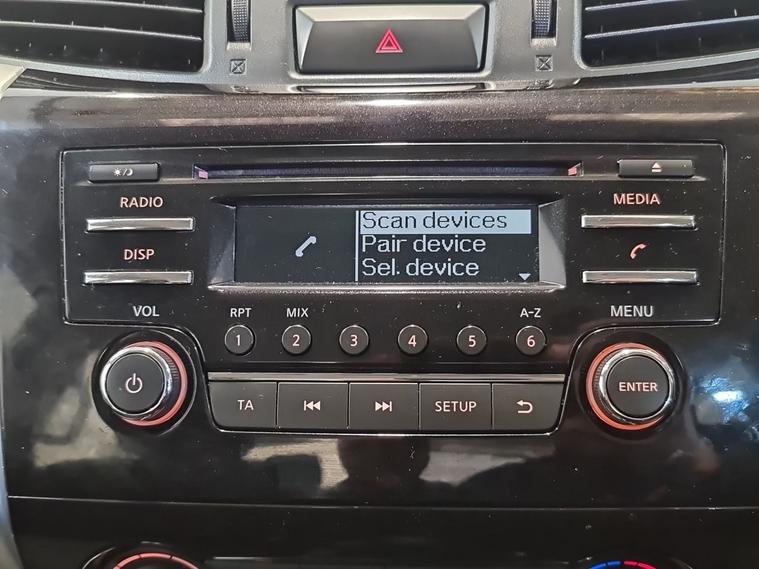 RADIO
MEDIA
Scan devices
Pair device
Sel. device
DISP
VOL
RPT
MIX
A-Z
MENU
1
2
3
4
5
6
ENTER
TA
SETUP